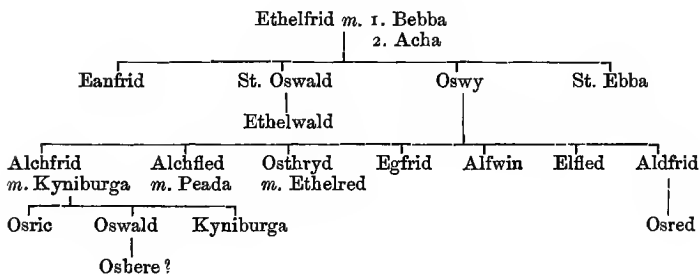 Ethelfrid m. 1. Bebba
2. Acha
Eanfrid St. Oswald Oswy St. Ebba
Ethelwald
Alchfrid Alchfled Osthryd Egfrid Alfwin Elfled Aldfrid
m. Kyniburga m. Peada m. Ethelred
Osric Oswald Kyniburga Osred
Osbere ?